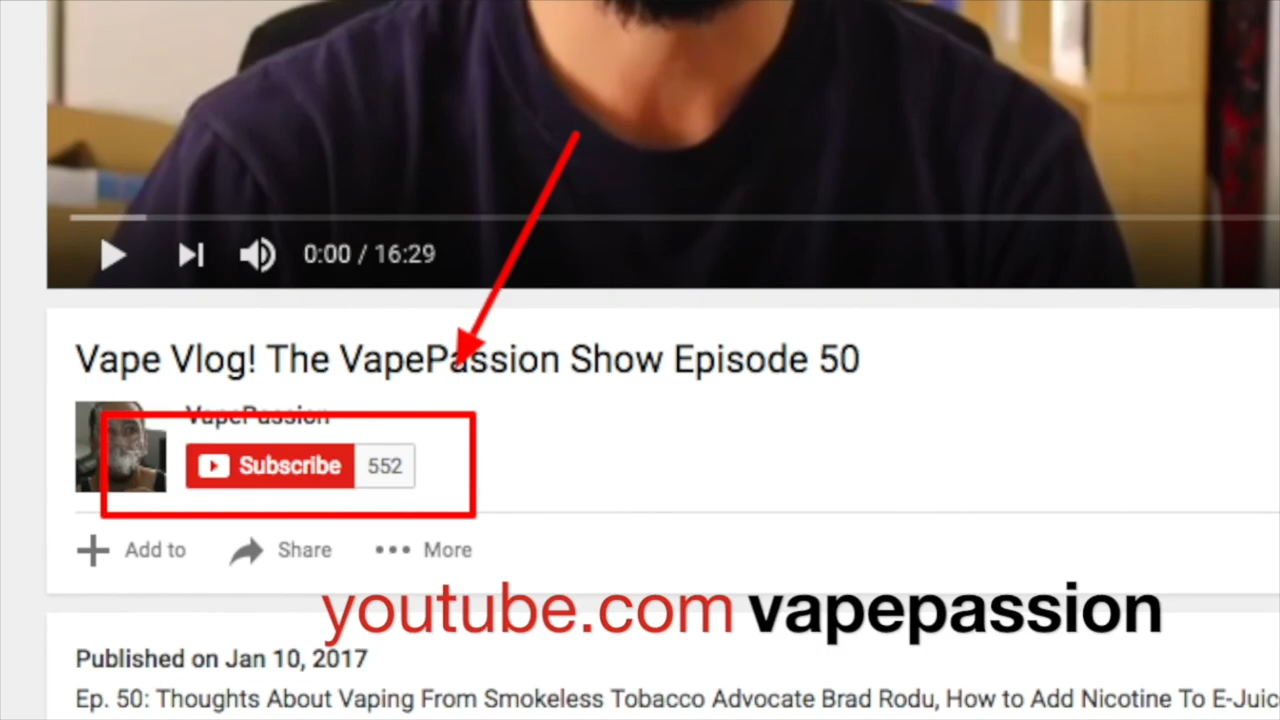 0:00 / 16:29
Vape Vlog! The VapePassion Show Episode 50
VapePassion
Subscribe 552
Add to Share More
youtube.com vapepassion
Published on Jan 10, 2017
Ep. 50: Thoughts About Vaping From Smokeless Tobacco Advocate Brad Rodu, How to Add Nicotine To E-Juic